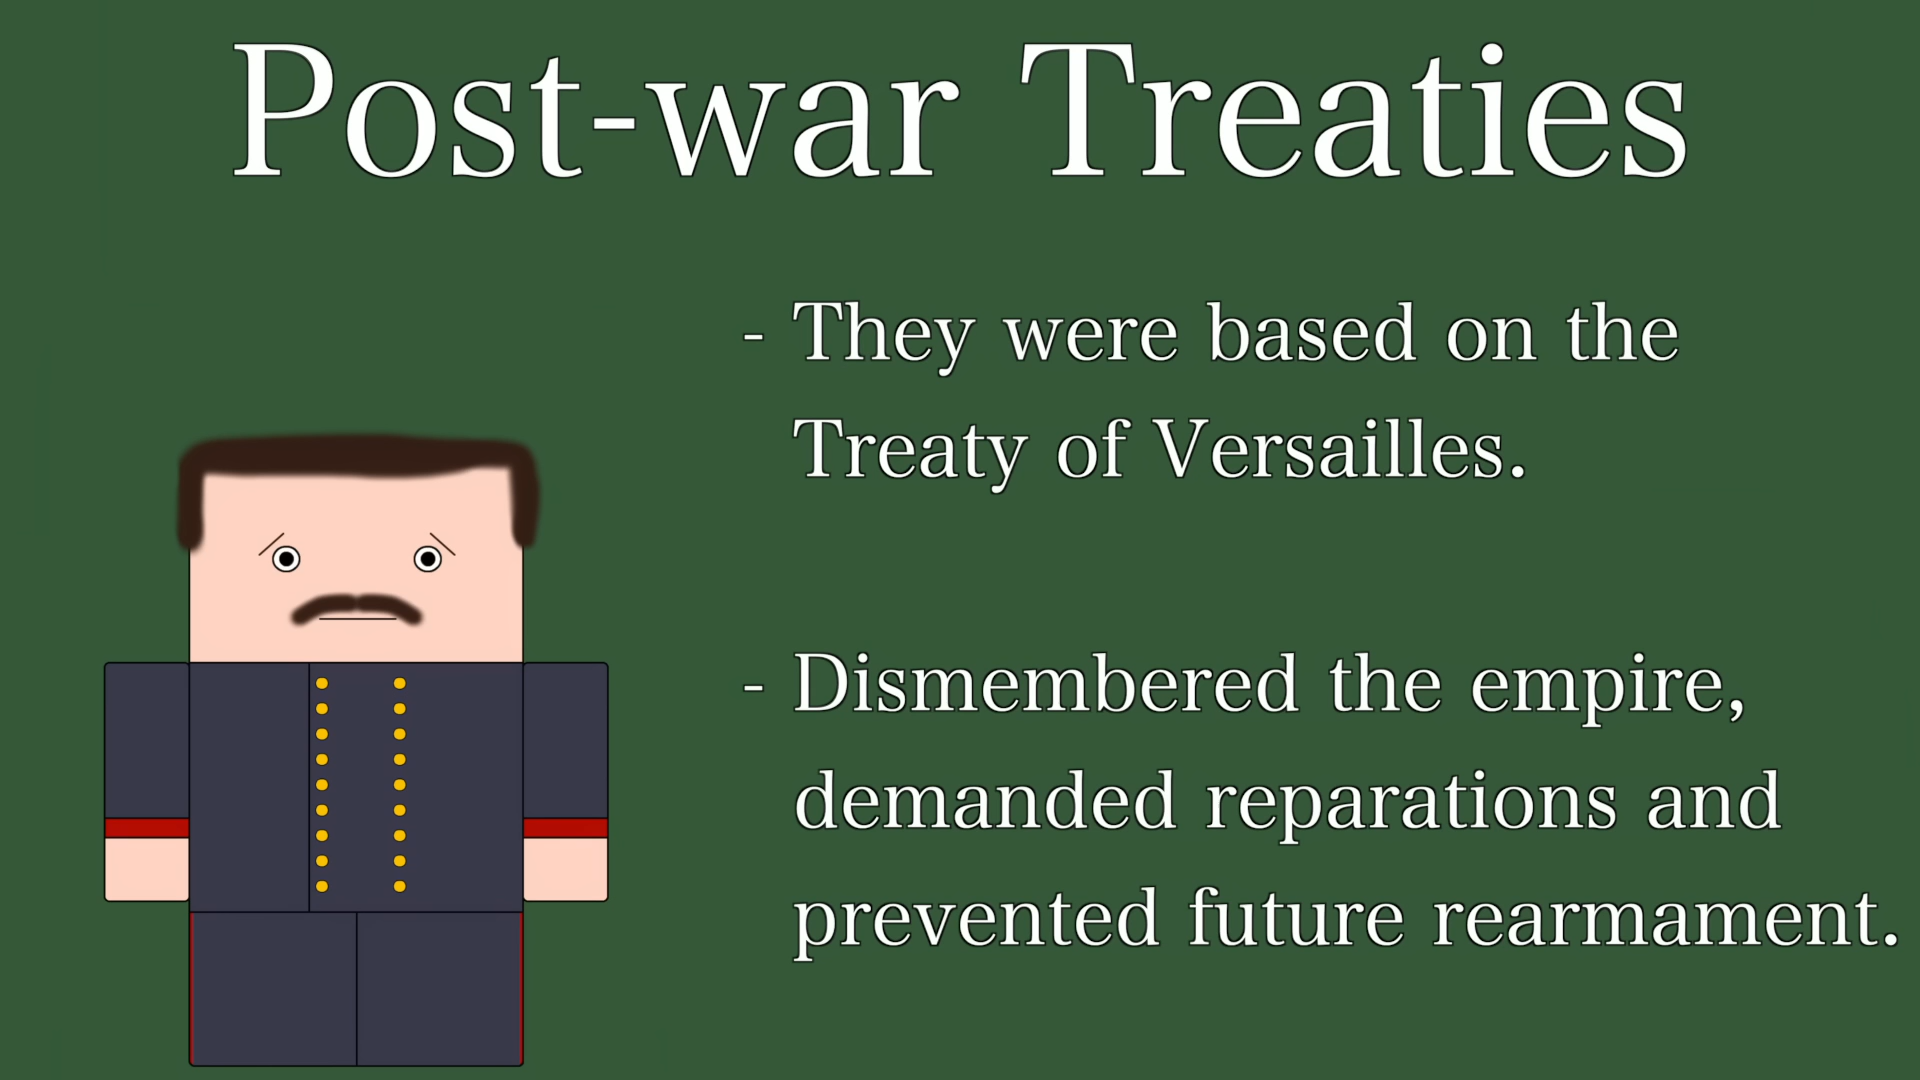 Post-war Treaties
- They were based on the
Treaty of Versailles.
- Dismembered the empire,
demanded reparations and
prevented future rearmament.